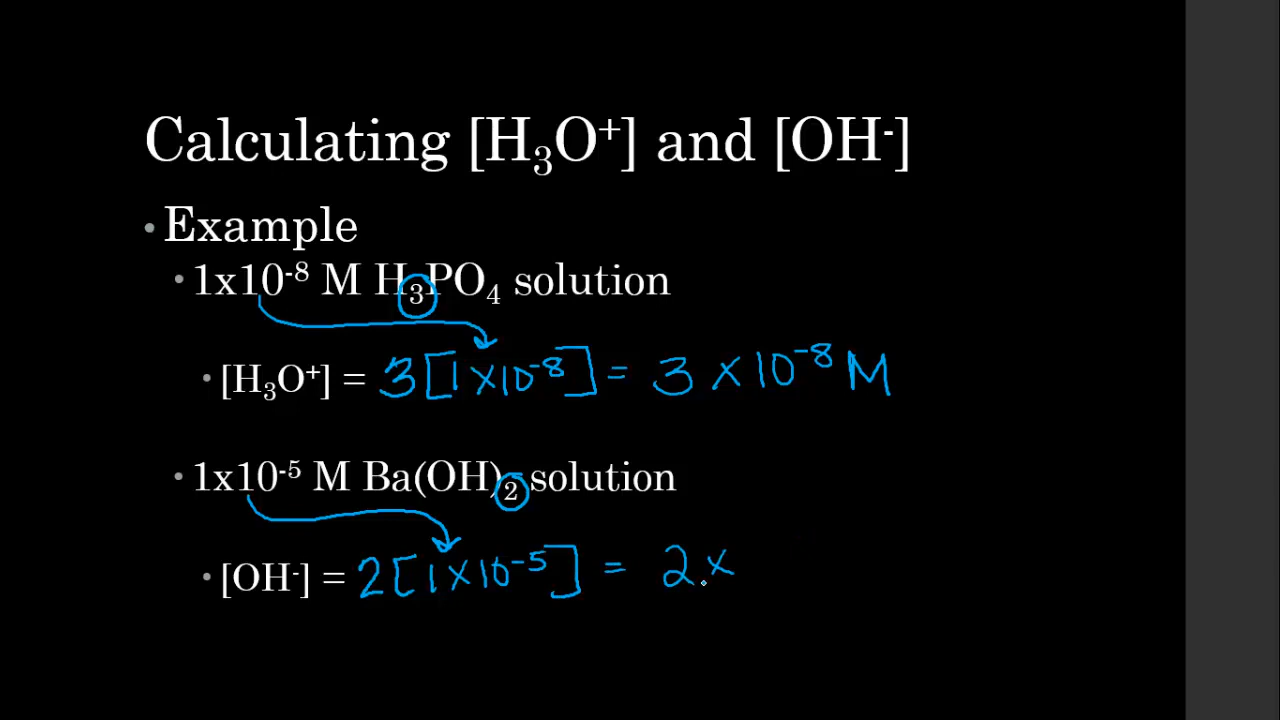 Calculating [H₃O⁺] and [OH⁻]
• Example
• 1x10⁻⁸ M H₃PO₄ solution
• [H₃O⁺] = 3[1x10⁻⁸] = 3 x 10⁻⁸ M
• 1x10⁻⁵ M Ba(OH)₂ solution
• [OH⁻] = 2[1x10⁻⁵] = 2x